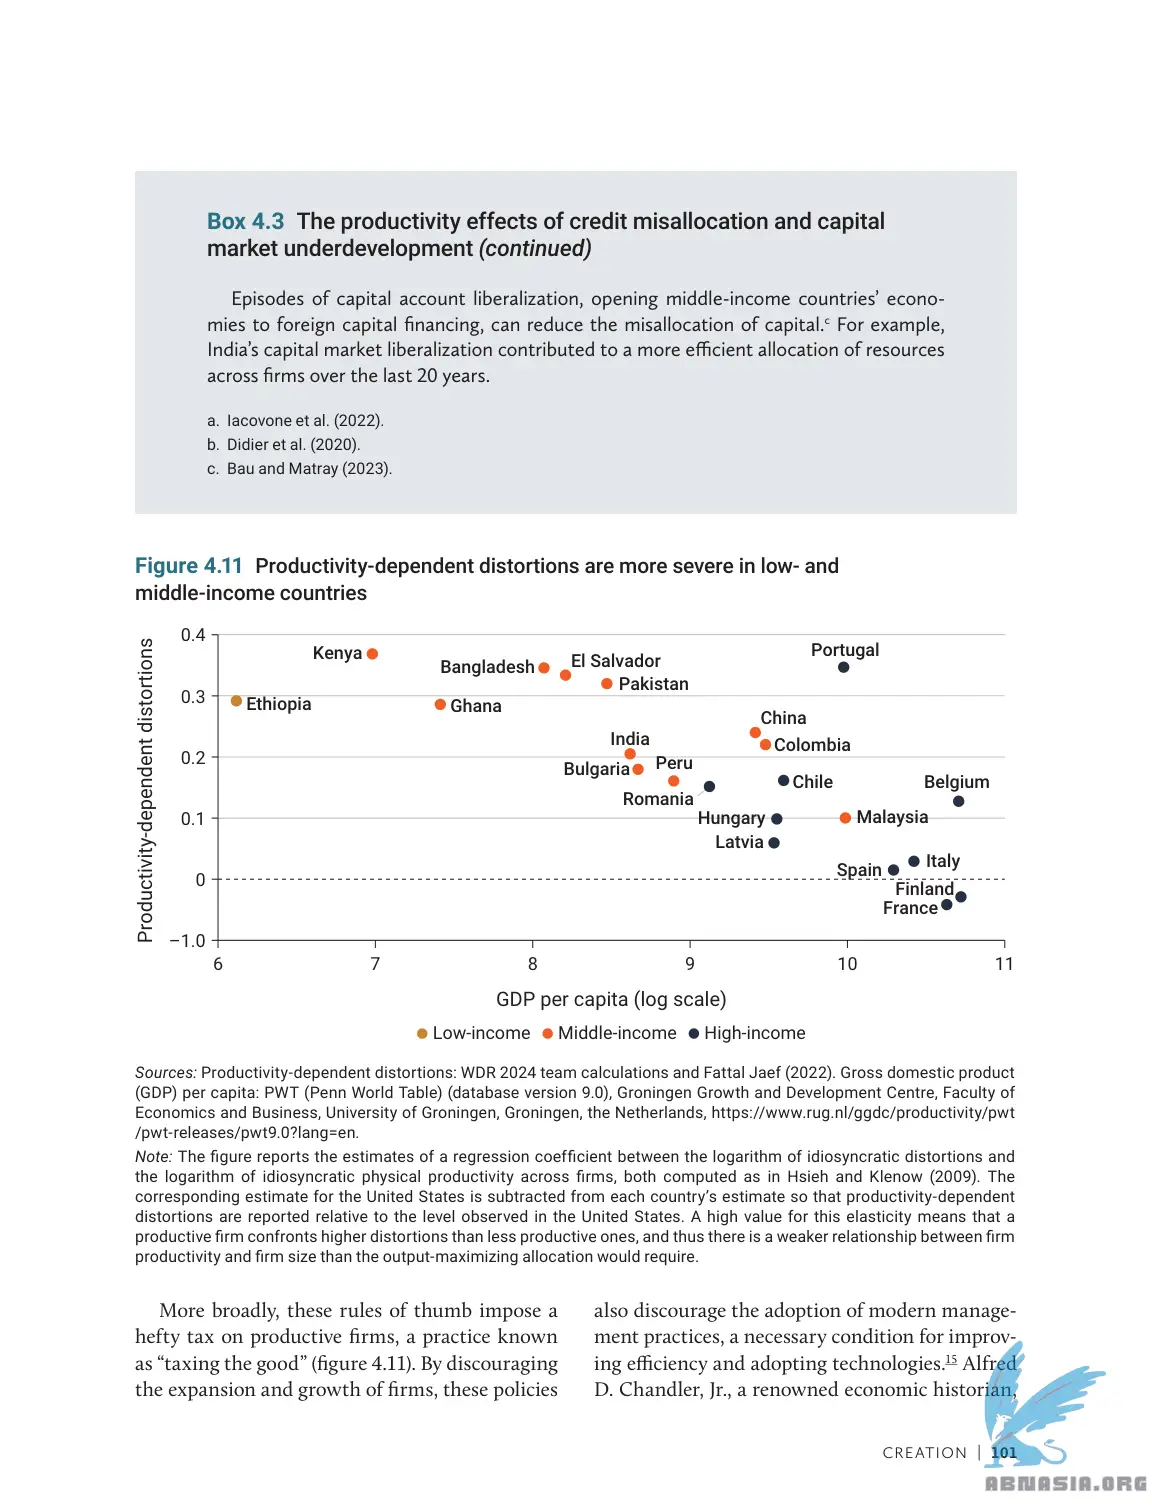 Box 4.3 The productivity effects of credit misallocation and capital
market underdevelopment (continued)
Episodes of capital account liberalization, opening middle-income countries’ econo-
mies to foreign capital financing, can reduce the misallocation of capital.c For example,
India’s capital market liberalization contributed to a more efficient allocation of resources
across firms over the last 20 years.
a. Iacovone et al. (2022).
b. Didier et al. (2020).
c. Bau and Matray (2023).
Figure 4.11 Productivity-dependent distortions are more severe in low- and
middle-income countries
Productivity-dependent distortions
0.4
0.3
0.2
0.1
0
−1.0
Kenya
Bangladesh
El Salvador
Portugal
Pakistan
Ethiopia
Ghana
China
India
Colombia
Bulgaria
Peru
Romania
Chile
Belgium
Hungary
Malaysia
Latvia
Spain
Italy
Finland
France
6 7 8 9 10 11
GDP per capita (log scale)
Low-income Middle-income High-income
Sources: Productivity-dependent distortions: WDR 2024 team calculations and Fattal Jaef (2022). Gross domestic product
(GDP) per capita: PWT (Penn World Table) (database version 9.0), Groningen Growth and Development Centre, Faculty of
Economics and Business, University of Groningen, Groningen, the Netherlands, https://www.rug.nl/ggdc/productivity/pwt
/pwt-releases/pwt9.0?lang=en.
Note: The figure reports the estimates of a regression coefficient between the logarithm of idiosyncratic distortions and
the logarithm of idiosyncratic physical productivity across firms, both computed as in Hsieh and Klenow (2009). The
corresponding estimate for the United States is subtracted from each country’s estimate so that productivity-dependent
distortions are reported relative to the level observed in the United States. A high value for this elasticity means that a
productive firm confronts higher distortions than less productive ones, and thus there is a weaker relationship between firm
productivity and firm size than the output-maximizing allocation would require.
More broadly, these rules of thumb impose a
hefty tax on productive firms, a practice known
as “taxing the good” (figure 4.11). By discouraging
the expansion and growth of firms, these policies
also discourage the adoption of modern manage-
ment practices, a necessary condition for improv-
ing efficiency and adopting technologies.15 Alfred
D. Chandler, Jr., a renowned economic historian,
CREATION | 101
ABNASIA.ORG